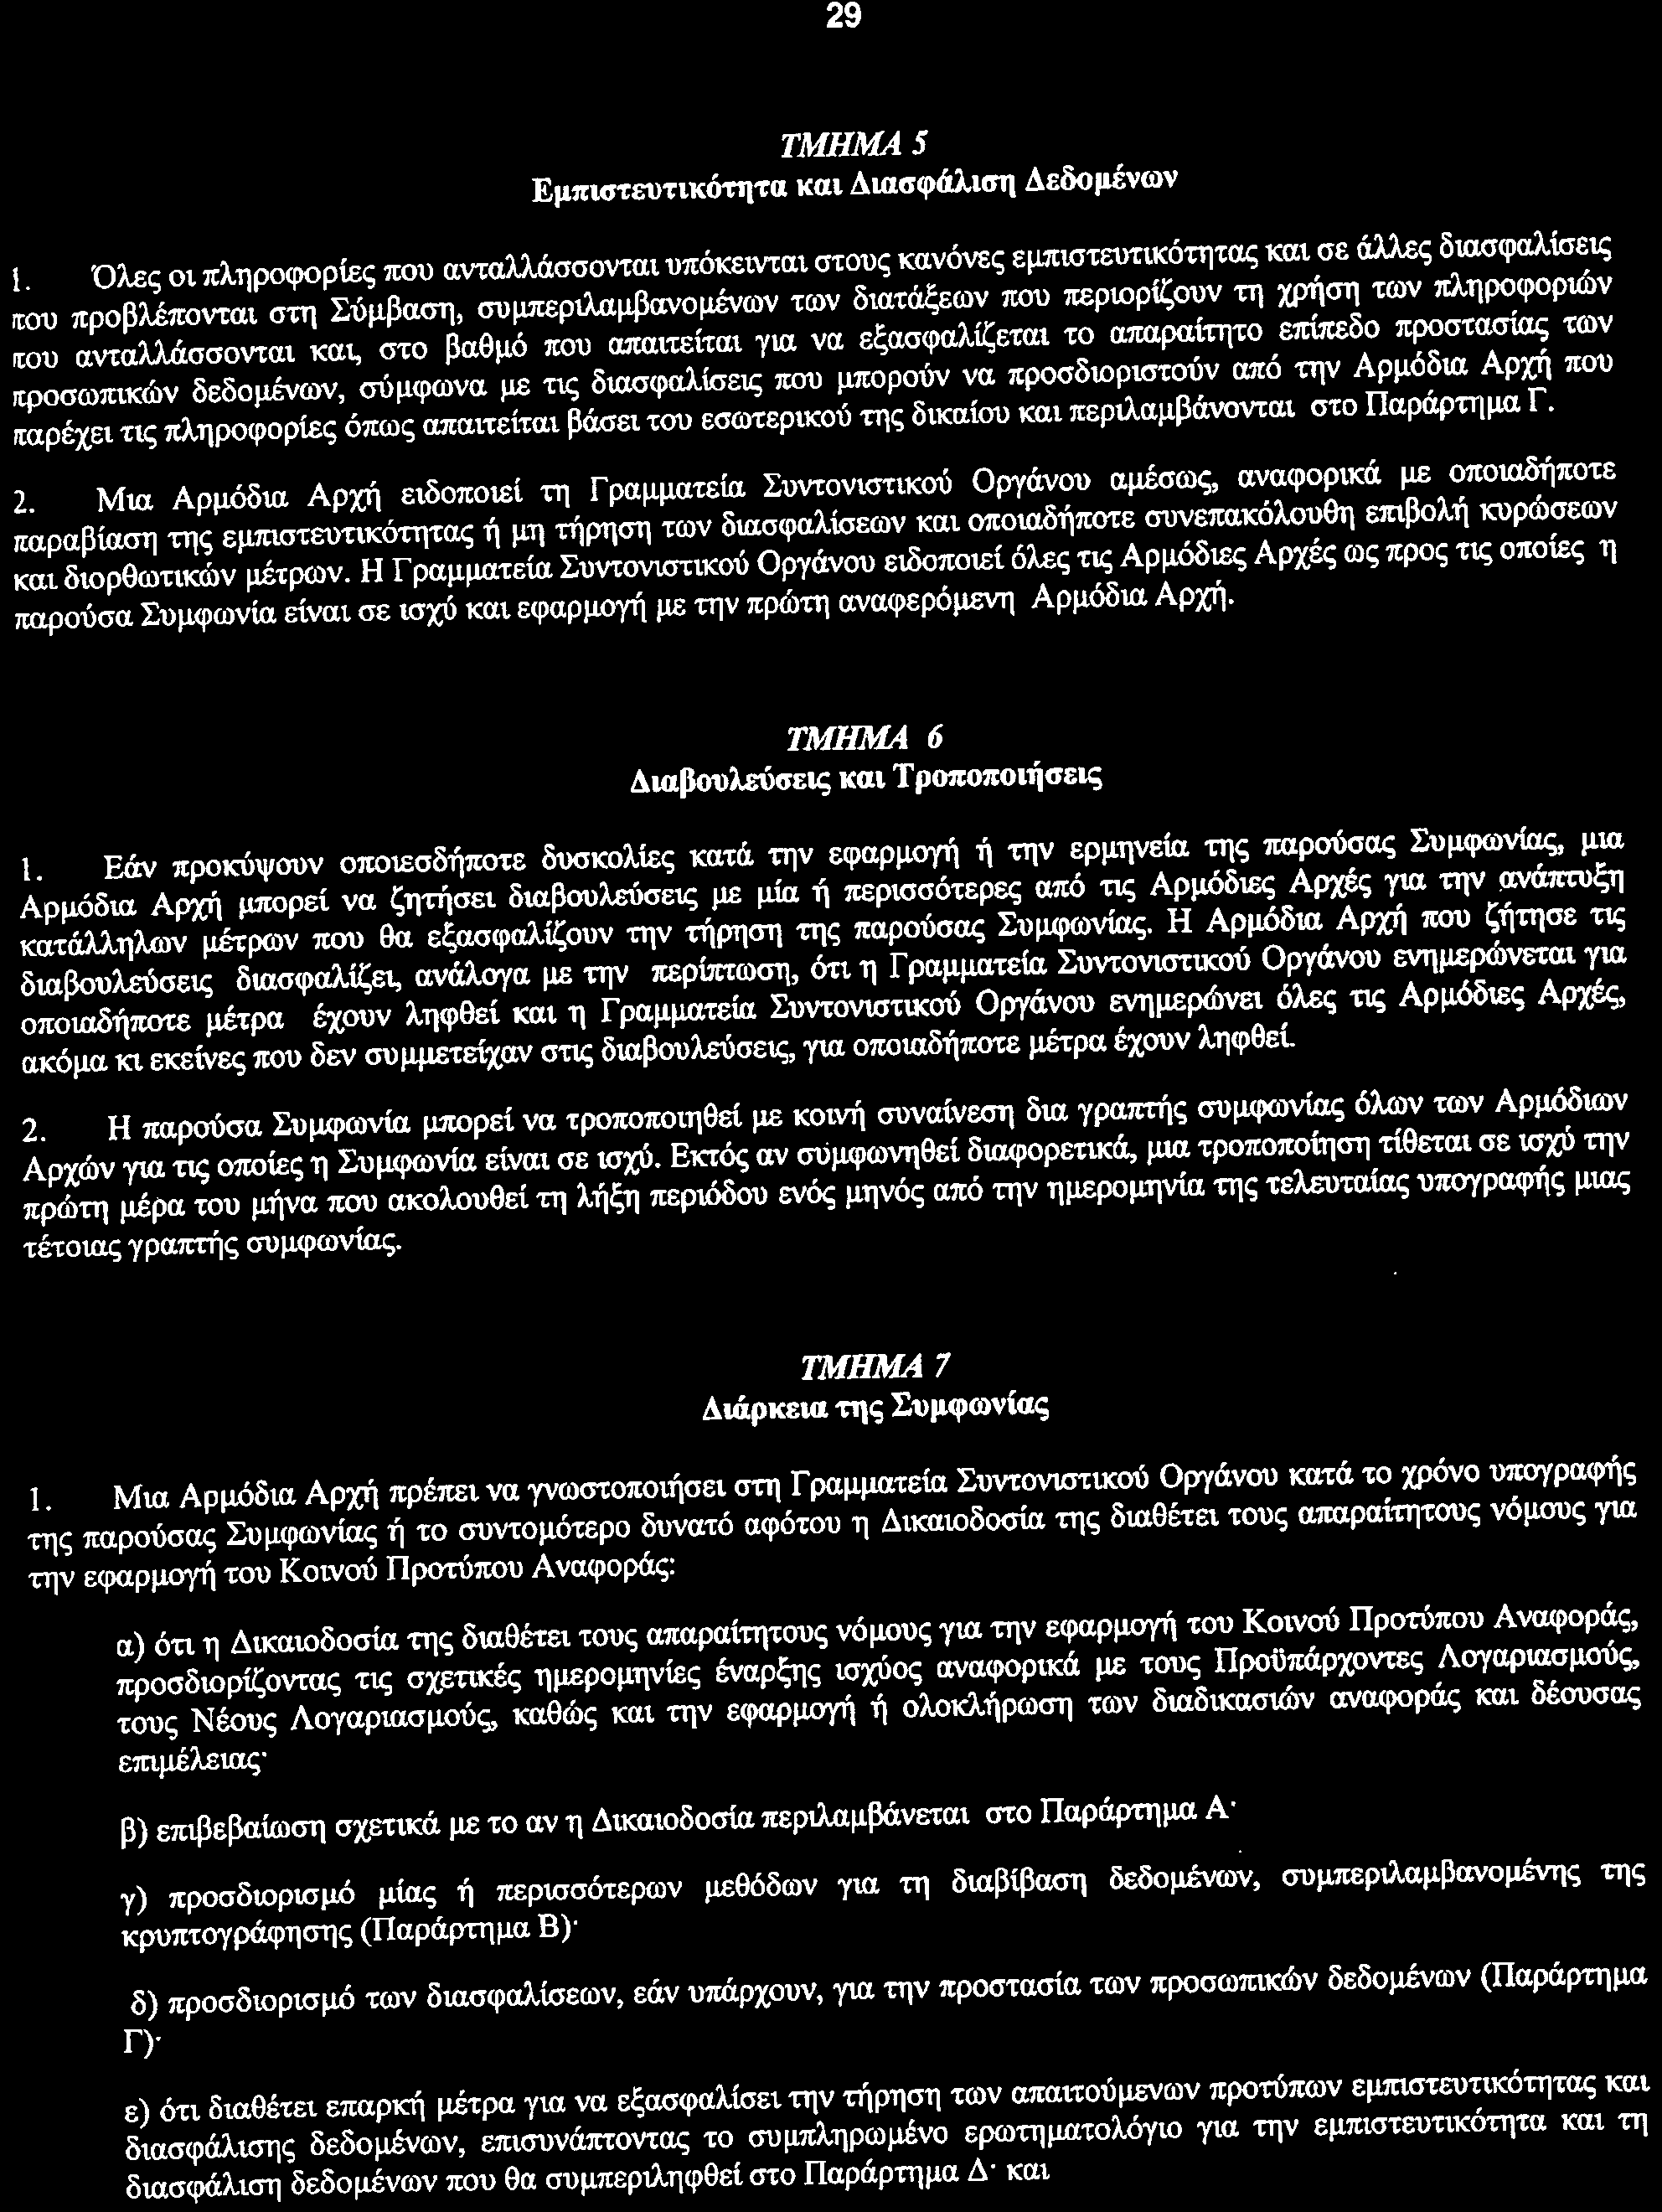 29
ΤΜΗΜΑ 5
Εμπιστευτικότητα και Διασφάλιση Δεδομένων
1. Όλες οι πληροφορίες που ανταλλάσσονται υπόκεινται στους κανόνες εμπιστευτικότητας και σε άλλες διασφαλίσεις
που προβλέπονται στη Σύμβαση, συμπεριλαμβανομένων των διατάξεων που περιορίζουν τη χρήση των πληροφοριών
που ανταλλάσσονται και, στο βαθμό που απαιτείται για να εξασφαλίζεται το απαραίτητο επίπεδο προστασίας των
προσωπικών δεδομένων, σύμφωνα με τις διασφαλίσεις που μπορούν να προσδιοριστούν από την Αρμόδια Αρχή που
παρέχει τις πληροφορίες όπως απαιτείται βάσει του εσωτερικού της δικαίου και περιλαμβάνονται στο Παράρτημα Γ.
2. Μια Αρμόδια Αρχή ειδοποιεί τη Γραμματεία Συντονιστικού Οργάνου αμέσως, αναφορικά με οποιαδήποτε
παραβίαση της εμπιστευτικότητας ή μη τήρηση των διασφαλίσεων και οποιαδήποτε συνεπακόλουθη επιβολή κυρώσεων
και διορθωτικών μέτρων. Η Γραμματεία Συντονιστικού Οργάνου ειδοποιεί όλες τις Αρμόδιες Αρχές ως προς τις οποίες η
παρούσα Συμφωνία είναι σε ισχύ και εφαρμογή με την πρώτη αναφερόμενη Αρμόδια Αρχή.
ΤΜΗΜΑ 6
Διαβουλεύσεις και Τροποποιήσεις
1. Εάν προκύψουν οποιεσδήποτε δυσκολίες κατά την εφαρμογή ή την ερμηνεία της παρούσας Συμφωνίας, μια
Αρμόδια Αρχή μπορεί να ζητήσει διαβουλεύσεις με μία ή περισσότερες από τις Αρμόδιες Αρχές για την ανάπτυξη
κατάλληλων μέτρων που θα εξασφαλίζουν την τήρηση της παρούσας Συμφωνίας. Η Αρμόδια Αρχή που ζήτησε τις
διαβουλεύσεις διασφαλίζει, ανάλογα με την περίπτωση, ότι η Γραμματεία Συντονιστικού Οργάνου ενημερώνεται για
οποιαδήποτε μέτρα έχουν ληφθεί και η Γραμματεία Συντονιστικού Οργάνου ενημερώνει όλες τις Αρμόδιες Αρχές,
ακόμα κι εκείνες που δεν συμμετείχαν στις διαβουλεύσεις, για οποιαδήποτε μέτρα έχουν ληφθεί.
2. Η παρούσα Συμφωνία μπορεί να τροποποιηθεί με κοινή συναίνεση δια γραπτής συμφωνίας όλων των Αρμόδιων
Αρχών για τις οποίες η Συμφωνία είναι σε ισχύ. Εκτός αν συμφωνηθεί διαφορετικά, μια τροποποίηση τίθεται σε ισχύ την
πρώτη μέρα του μήνα που ακολουθεί τη λήξη περιόδου ενός μηνός από την ημερομηνία της τελευταίας υπογραφής μιας
τέτοιας γραπτής συμφωνίας.
ΤΜΗΜΑ 7
Διάρκεια της Συμφωνίας
1. Μια Αρμόδια Αρχή πρέπει να γνωστοποιήσει στη Γραμματεία Συντονιστικού Οργάνου κατά το χρόνο υπογραφής
της παρούσας Συμφωνίας ή το συντομότερο δυνατό αφότου η Δικαιοδοσία της διαθέτει τους απαραίτητους νόμους για
την εφαρμογή του Κοινού Προτύπου Αναφοράς:
α) ότι η Δικαιοδοσία της διαθέτει τους απαραίτητους νόμους για την εφαρμογή του Κοινού Προτύπου Αναφοράς,
προσδιορίζοντας τις σχετικές ημερομηνίες έναρξης ισχύος αναφορικά με τους Προϋπάρχοντες Λογαριασμούς,
τους Νέους Λογαριασμούς, καθώς και την εφαρμογή ή ολοκλήρωση των διαδικασιών αναφοράς και δέουσας
επιμέλειας·
β) επιβεβαίωση σχετικά με το αν η Δικαιοδοσία περιλαμβάνεται στο Παράρτημα Α·
γ) προσδιορισμό μίας ή περισσότερων μεθόδων για τη διαβίβαση δεδομένων, συμπεριλαμβανομένης της
κρυπτογράφησης (Παράρτημα Β)·
δ) προσδιορισμό των διασφαλίσεων, εάν υπάρχουν, για την προστασία των προσωπικών δεδομένων (Παράρτημα
Γ)·
ε) ότι διαθέτει επαρκή μέτρα για να εξασφαλίσει την τήρηση των απαιτούμενων προτύπων εμπιστευτικότητας και
διασφάλισης δεδομένων, επισυνάπτοντας το συμπληρωμένο ερωτηματολόγιο για την εμπιστευτικότητα και τη
διασφάλιση δεδομένων που θα συμπεριληφθεί στο Παράρτημα Δ· και